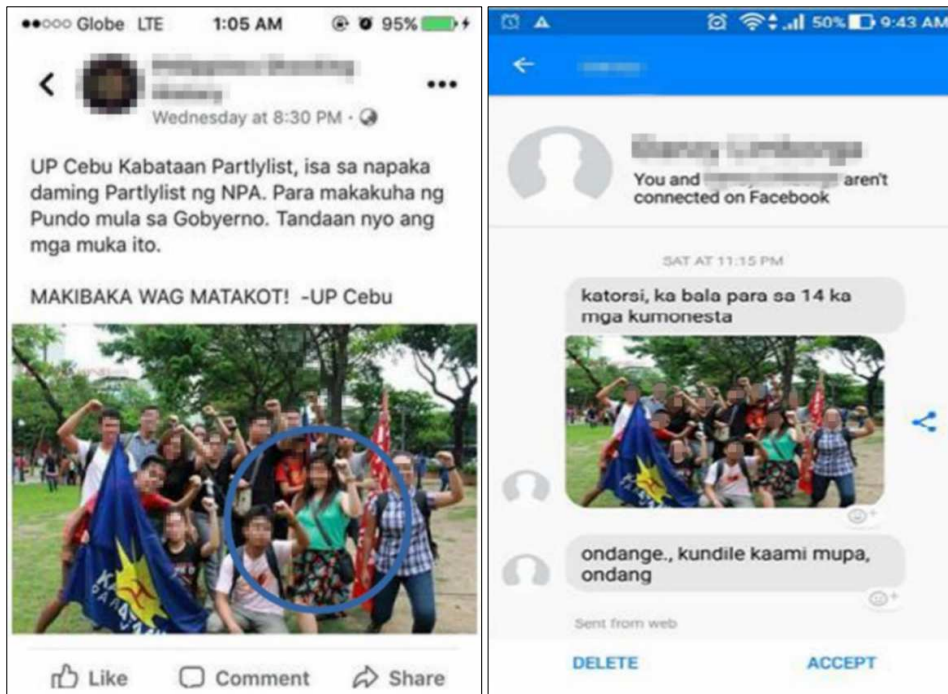 Globe LTE 1:05 AM 95%
Wednesday at 8:30 PM
UP Cebu Kabataan Partlylist, isa sa napaka
daming Partlylist ng NPA. Para makakuha ng
Pundo mula sa Gobyerno. Tandaan nyo ang
mga muka ito.
MAKIBAKA WAG MATAKOT! -UP Cebu
Like Comment Share
50% 9:43 AM
You and aren't
connected on Facebook
SAT AT 11:15 PM
katorsi, ka bala para sa 14 ka
mga kumonesta
ondange., kundile kaami mupa,
ondang
Sent from web
DELETE ACCEPT